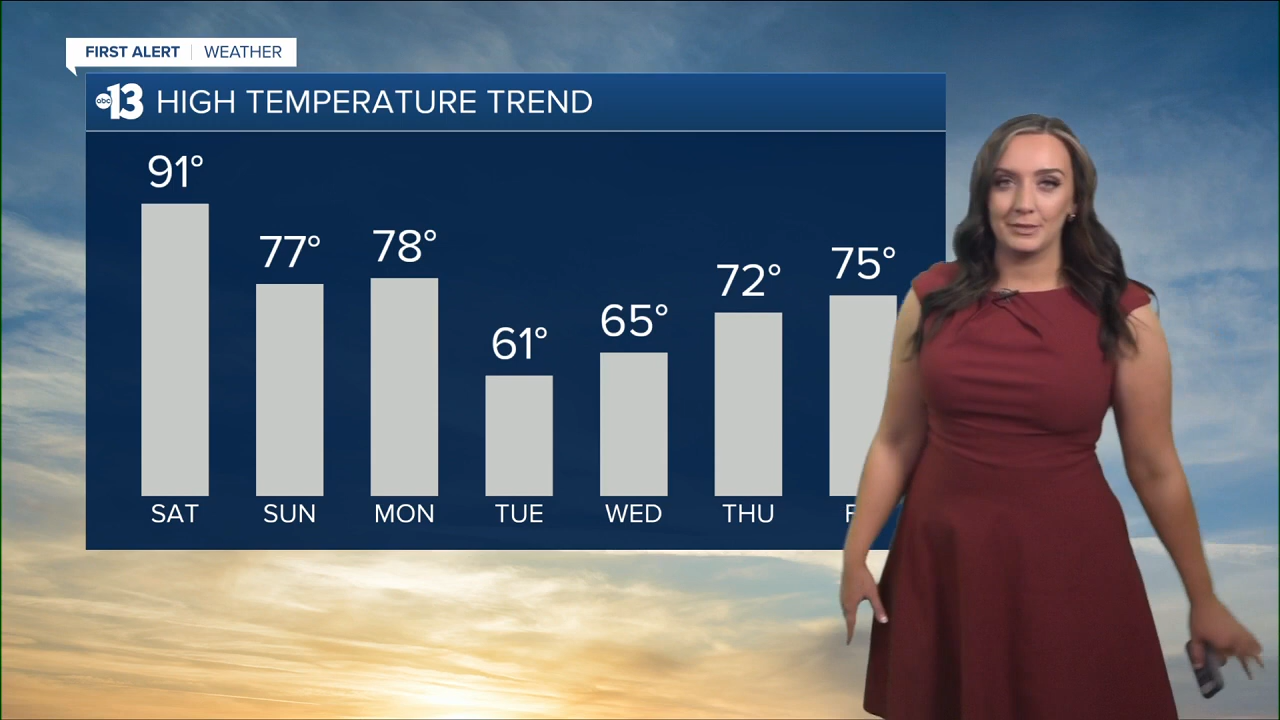 FIRST ALERT | WEATHER
abc 13 HIGH TEMPERATURE TREND
91° 77° 78° 61° 65° 72° 75°
SAT SUN MON TUE WED THU